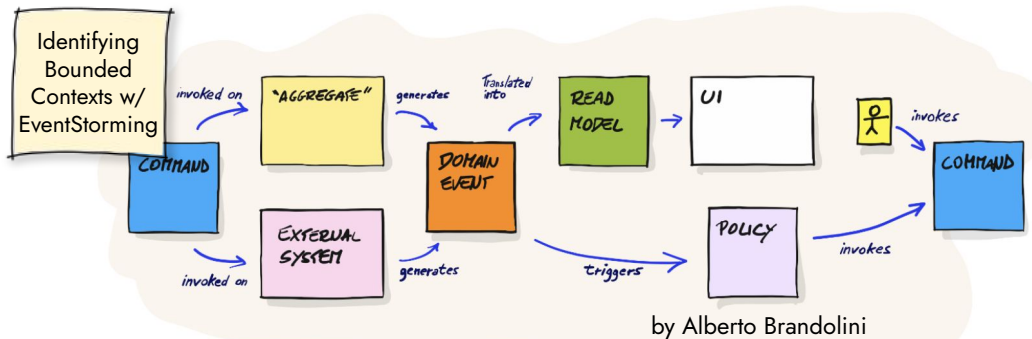 Identifying
Bounded
Contexts w/
EventStorming
COMMAND
invoked on
"AGGREGATE"
generates
invoked on
EXTERNAL
SYSTEM
generates
DOMAIN
EVENT
Translated
into
READ
MODEL
UI
triggers
POLICY
invokes
invokes
COMMAND
by Alberto Brandolini